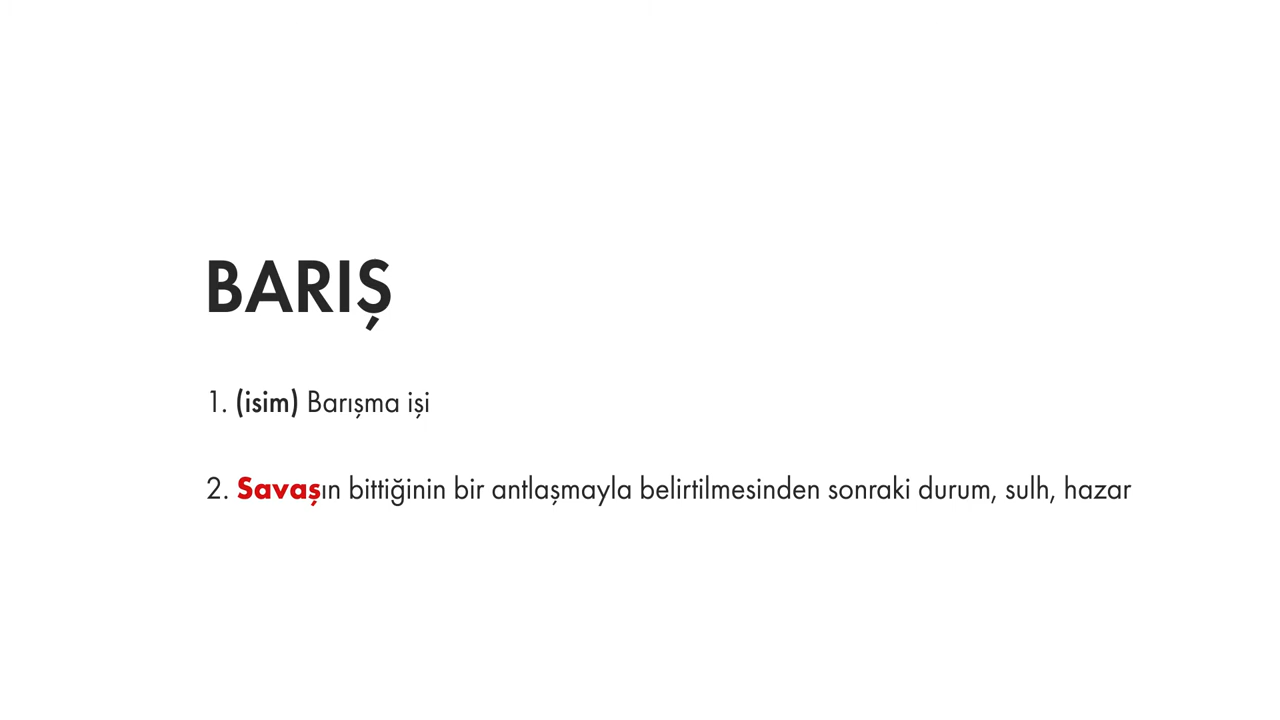 BARIŞ
1. (isim) Barışma işi
2. Savaşın bittiğinin bir antlaşmayla belirtilmesinden sonraki durum, sulh, hazar